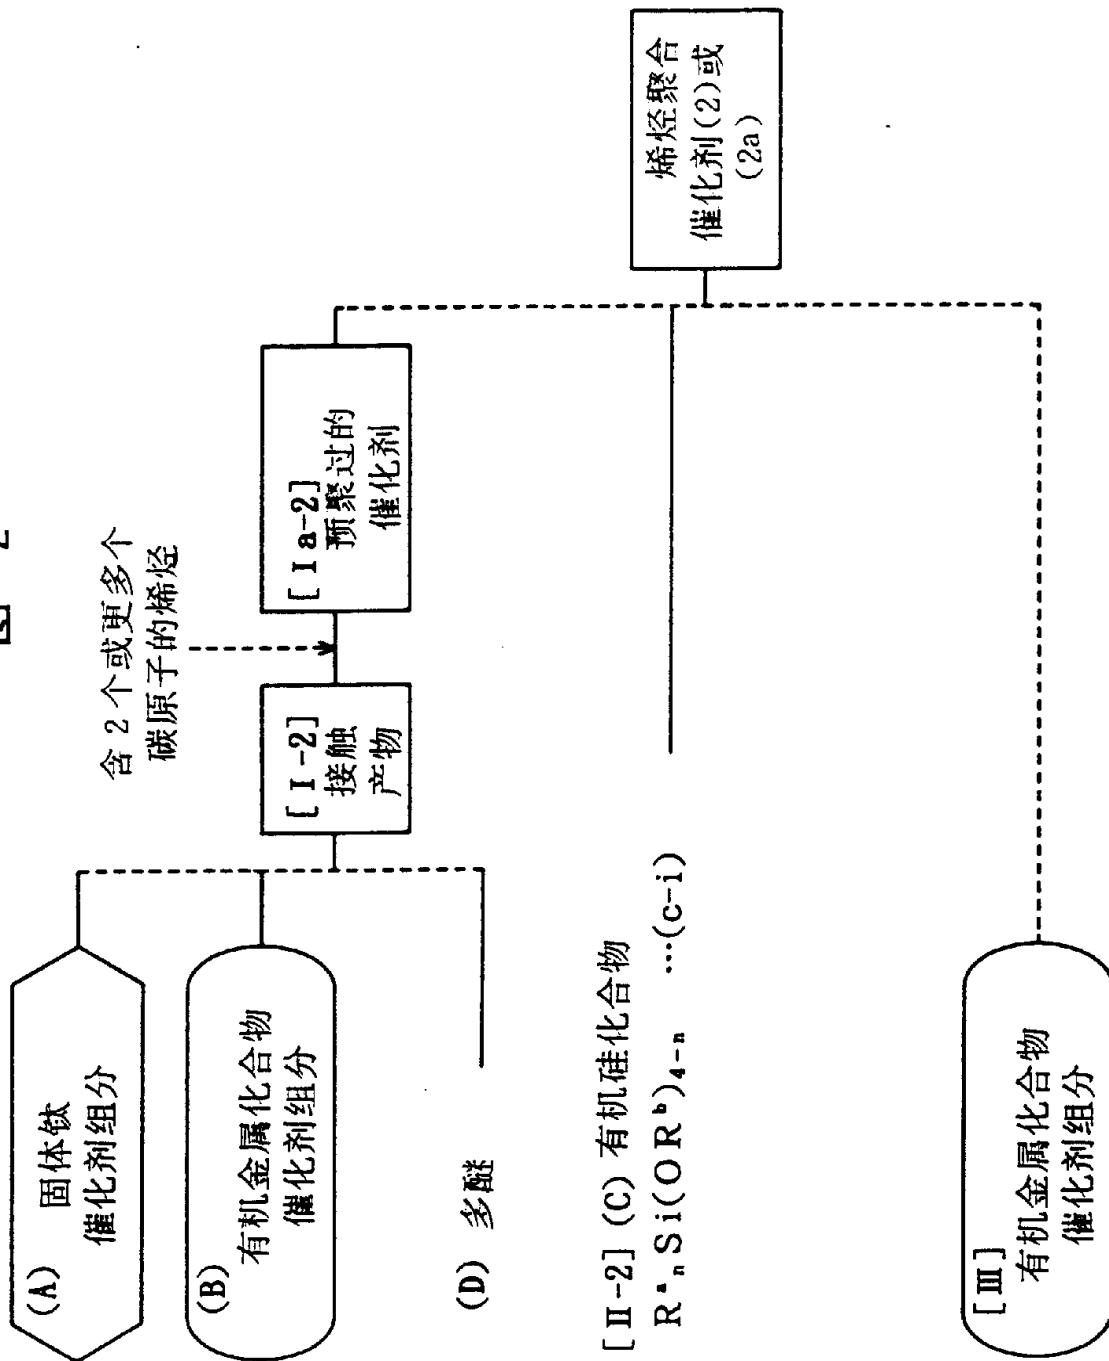 图 2
(A)
固体钛
催化剂组分
(B)
有机金属化合物
催化剂组分
(D) 多醚
含 2 个或更多个
碳原子的烯烃
[I-2]
接触
产物
[Ia-2]
预聚过的
催化剂
[II-2] (C) 有机硅化合物
RᵃₙSi(ORᵇ)₄₋ₙ …(c-i)
[III]
有机金属化合物
催化剂组分
烯烃聚合
催化剂(2)或
(2a)